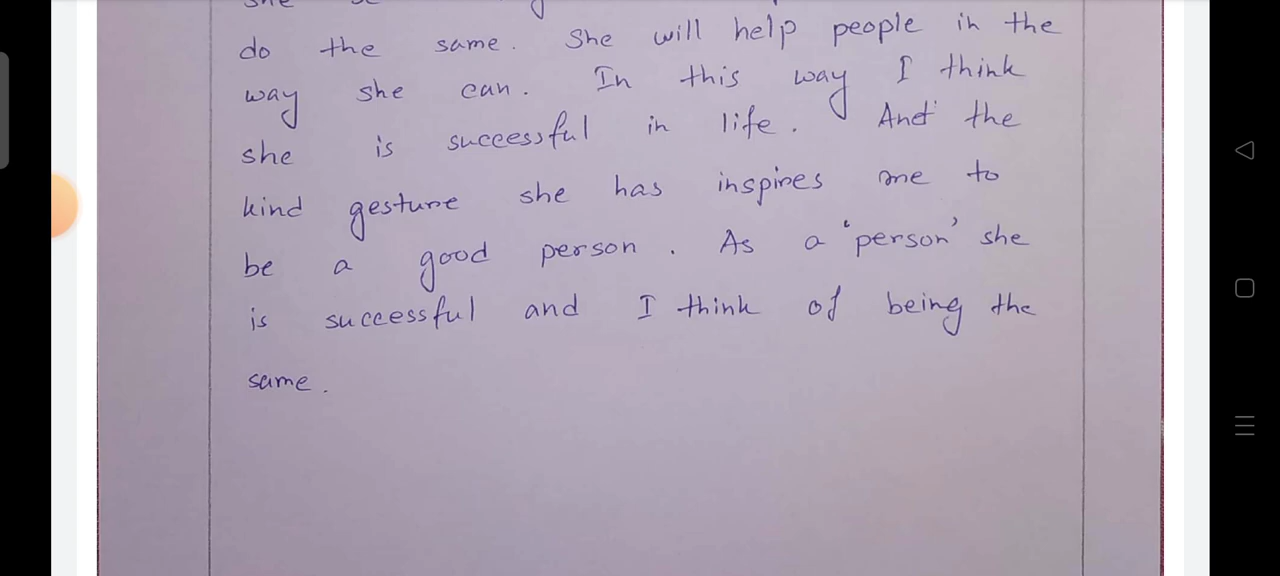 do the same. She will help people in the
way she can. In this way I think
she is successful in life. And the
kind gesture she has inspires me to
be a good person. As a 'person' she
is successful and I think of being the
same.